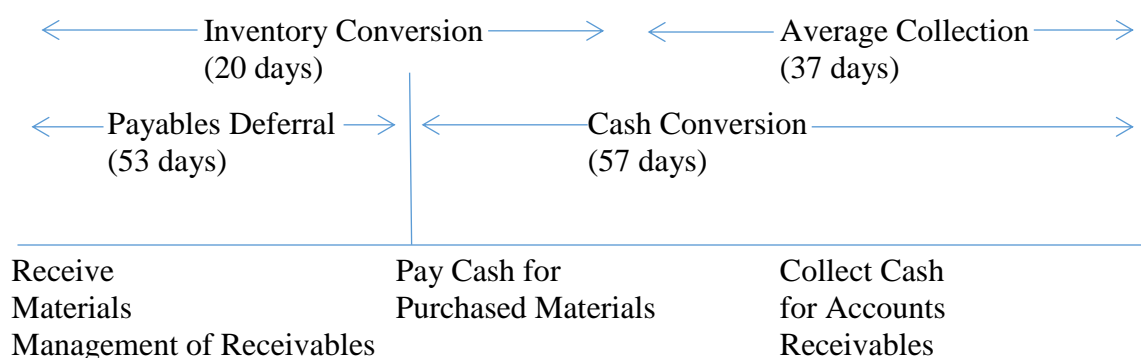 Inventory Conversion
(20 days)
Average Collection
(37 days)
Payables Deferral
(53 days)
Cash Conversion
(57 days)
Receive
Materials
Management of Receivables
Pay Cash for
Purchased Materials
Collect Cash
for Accounts
Receivables